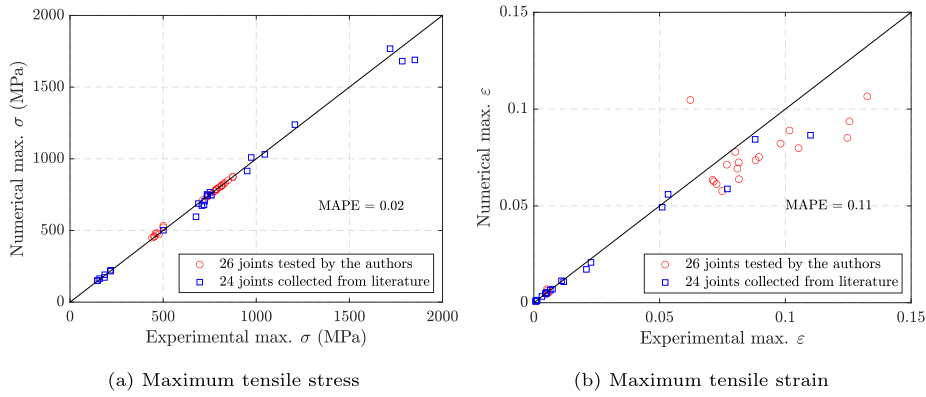 2000
1500
1000
500
0
Numerical max. σ (MPa)
MAPE = 0.02
26 joints tested by the authors
24 joints collected from literature
0 500 1000 1500 2000
Experimental max. σ (MPa)
(a) Maximum tensile stress
0.15
0.1
0.05
0
Numerical max. ε
MAPE = 0.11
26 joints tested by the authors
24 joints collected from literature
0 0.05 0.1 0.15
Experimental max. ε
(b) Maximum tensile strain